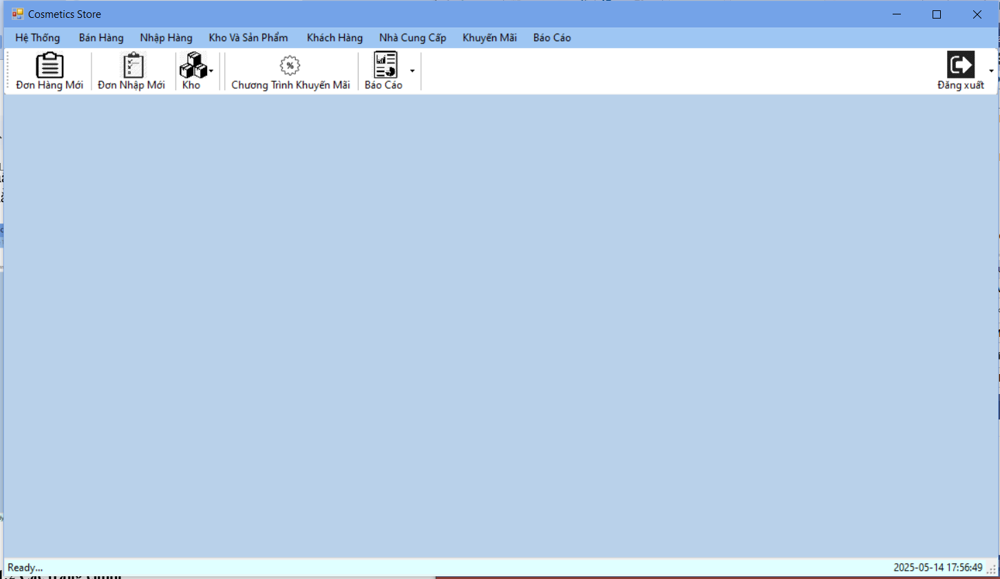 Cosmetics Store
Hệ Thống Bán Hàng Nhập Hàng Kho Và Sản Phẩm Khách Hàng Nhà Cung Cấp Khuyến Mãi Báo Cáo
%
Đơn Hàng Mới Đơn Nhập Mới Kho Chương Trình Khuyến Mãi Báo Cáo Đăng xuất
Ready... 2025-05-14 17:56:49